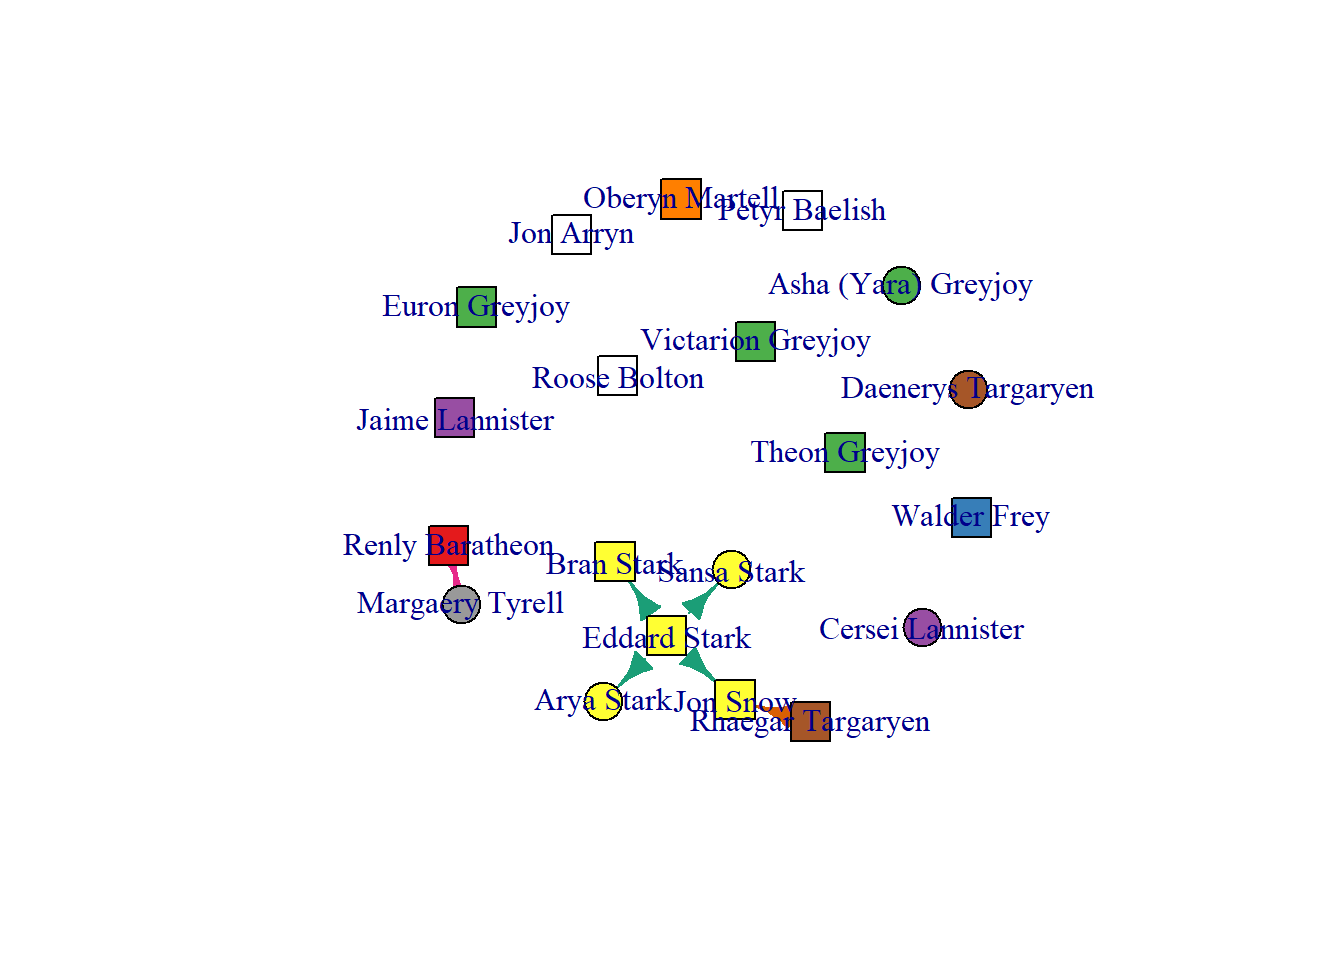 Oberyn Martell
Petyr Baelish
Jon Arryn
Asha (Yara) Greyjoy
Euron Greyjoy
Victarion Greyjoy
Roose Bolton
Daenerys Targaryen
Jaime Lannister
Theon Greyjoy
Walder Frey
Renly Baratheon
Bran Stark
Sansa Stark
Margaery Tyrell
Cersei Lannister
Eddard Stark
Arya Stark
Jon Snow
Rhaegar Targaryen